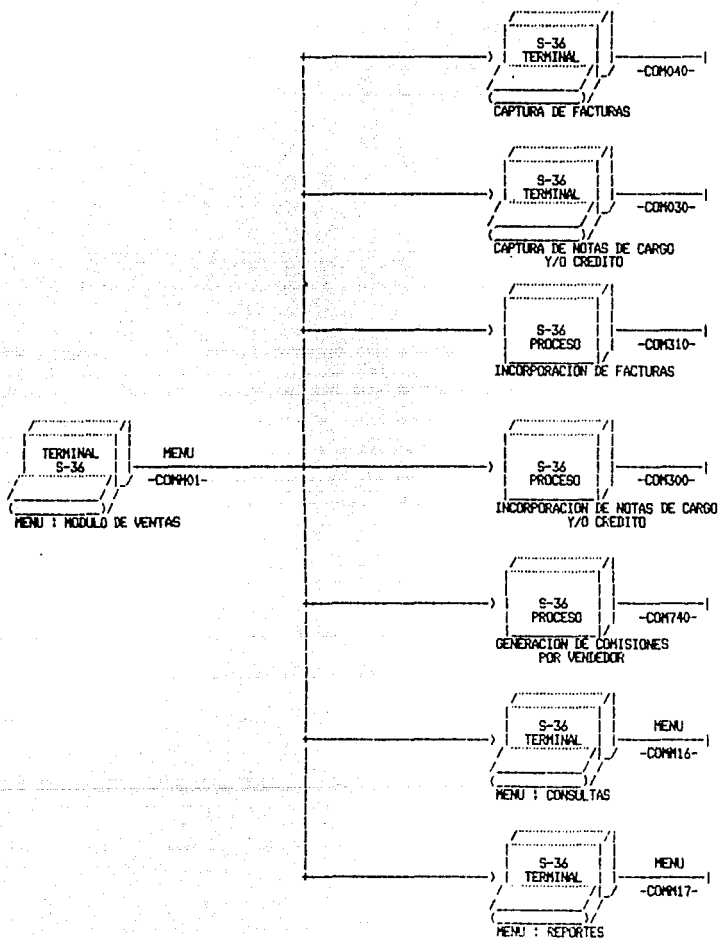 S-36
TERMINAL
-COM040-
CAPTURA DE FACTURAS
S-36
TERMINAL
-COM030-
CAPTURA DE NOTAS DE CARGO
Y/O CREDITO
S-36
PROCESO
-COM310-
INCORPORACION DE FACTURAS
TERMINAL
S-36
MENU
-COMM01-
MENU : MODULO DE VENTAS
S-36
PROCESO
-COM300-
INCORPORACION DE NOTAS DE CARGO
Y/O CREDITO
S-36
PROCESO
-COM740-
GENERACION DE COMISIONES
POR VENDEDOR
S-36
TERMINAL
MENU
-COMM16-
MENU : CONSULTAS
S-36
TERMINAL
MENU
-COMM17-
MENU : REPORTES